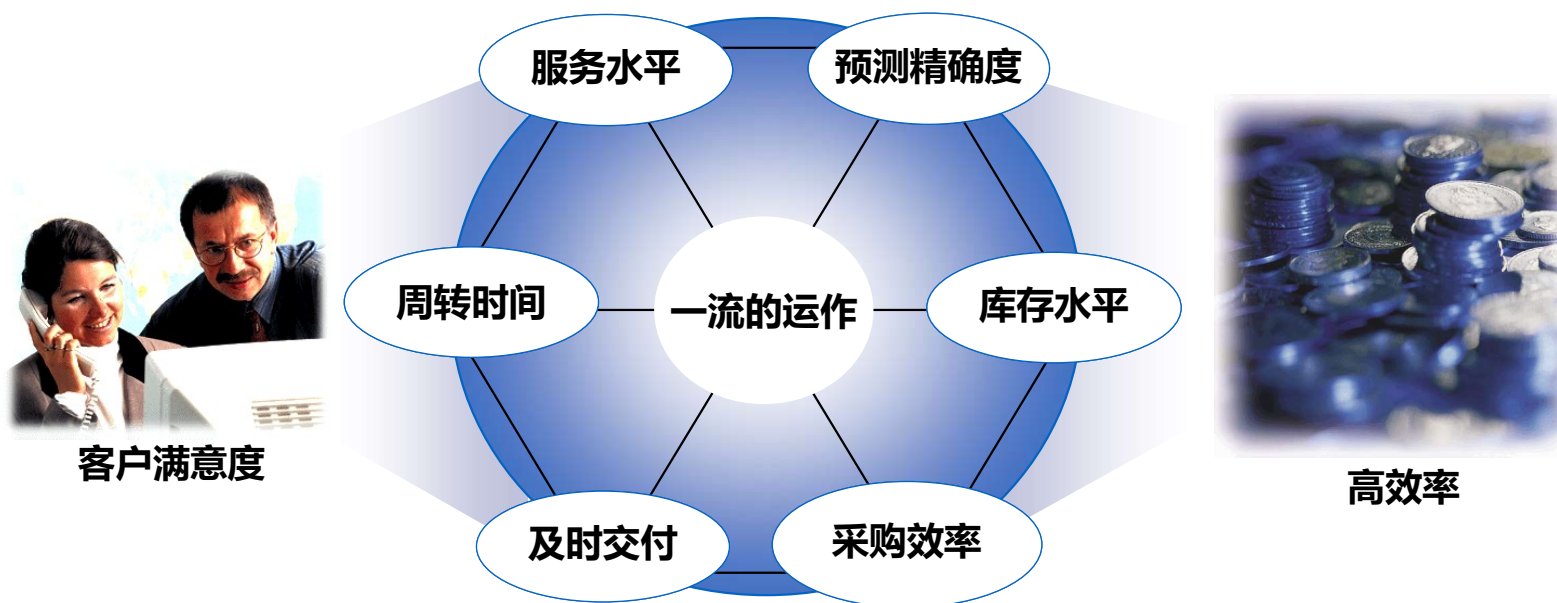 服务水平
预测精确度
周转时间
一流的运作
库存水平
客户满意度
高效率
及时交付
采购效率